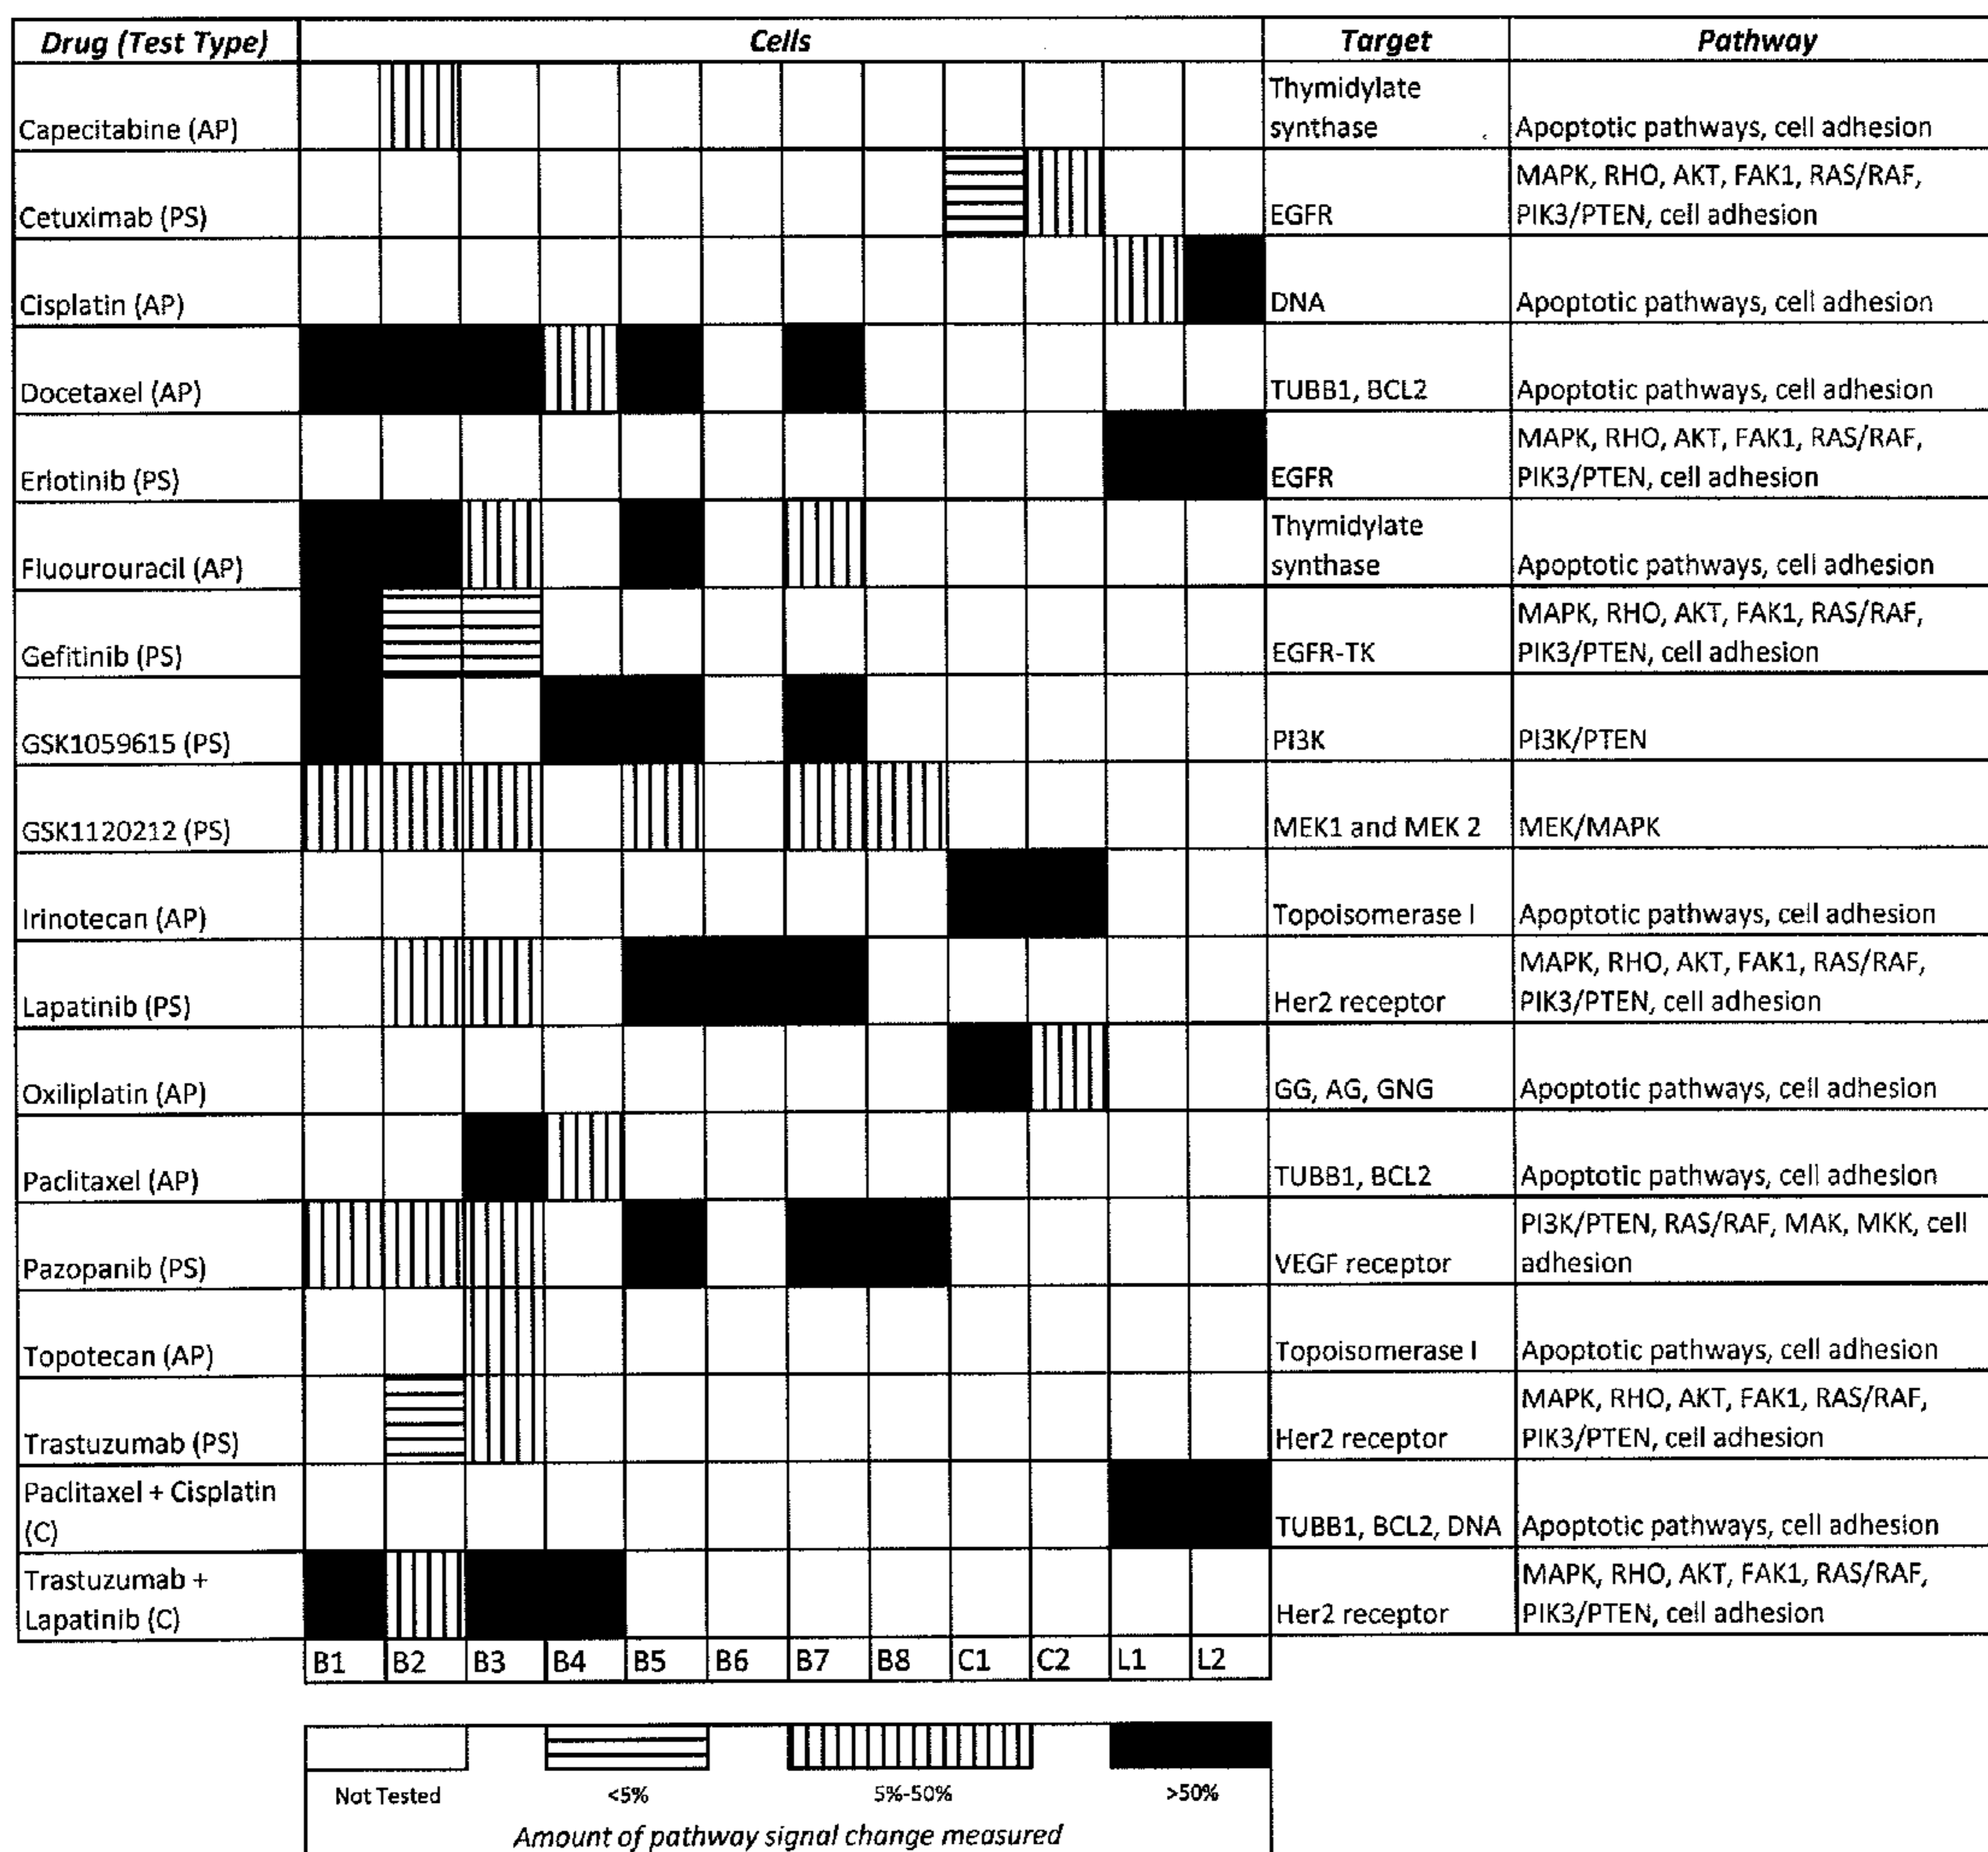 Drug (Test Type) Cells Target Pathway
Capecitabine (AP) Thymidylate synthase Apoptotic pathways, cell adhesion
Cetuximab (PS) EGFR MAPK, RHO, AKT, FAK1, RAS/RAF, PIK3/PTEN, cell adhesion
Cisplatin (AP) DNA Apoptotic pathways, cell adhesion
Docetaxel (AP) TUBB1, BCL2 Apoptotic pathways, cell adhesion
Erlotinib (PS) EGFR MAPK, RHO, AKT, FAK1, RAS/RAF, PIK3/PTEN, cell adhesion
Fluourouracil (AP) Thymidylate synthase Apoptotic pathways, cell adhesion
Gefitinib (PS) EGFR-TK MAPK, RHO, AKT, FAK1, RAS/RAF, PIK3/PTEN, cell adhesion
GSK1059615 (PS) PI3K PI3K/PTEN
GSK1120212 (PS) MEK1 and MEK 2 MEK/MAPK
Irinotecan (AP) Topoisomerase I Apoptotic pathways, cell adhesion
Lapatinib (PS) Her2 receptor MAPK, RHO, AKT, FAK1, RAS/RAF, PIK3/PTEN, cell adhesion
Oxiliplatin (AP) GG, AG, GNG Apoptotic pathways, cell adhesion
Paclitaxel (AP) TUBB1, BCL2 Apoptotic pathways, cell adhesion
Pazopanib (PS) VEGF receptor PI3K/PTEN, RAS/RAF, MAK, MKK, cell adhesion
Topotecan (AP) Topoisomerase I Apoptotic pathways, cell adhesion
Trastuzumab (PS) Her2 receptor MAPK, RHO, AKT, FAK1, RAS/RAF, PIK3/PTEN, cell adhesion
Paclitaxel + Cisplatin (C) TUBB1, BCL2, DNA Apoptotic pathways, cell adhesion
Trastuzumab + Lapatinib (C) Her2 receptor MAPK, RHO, AKT, FAK1, RAS/RAF, PIK3/PTEN, cell adhesion
B1 B2 B3 B4 B5 B6 B7 B8 C1 C2 L1 L2
Not Tested <5% 5%-50% >50%
Amount of pathway signal change measured